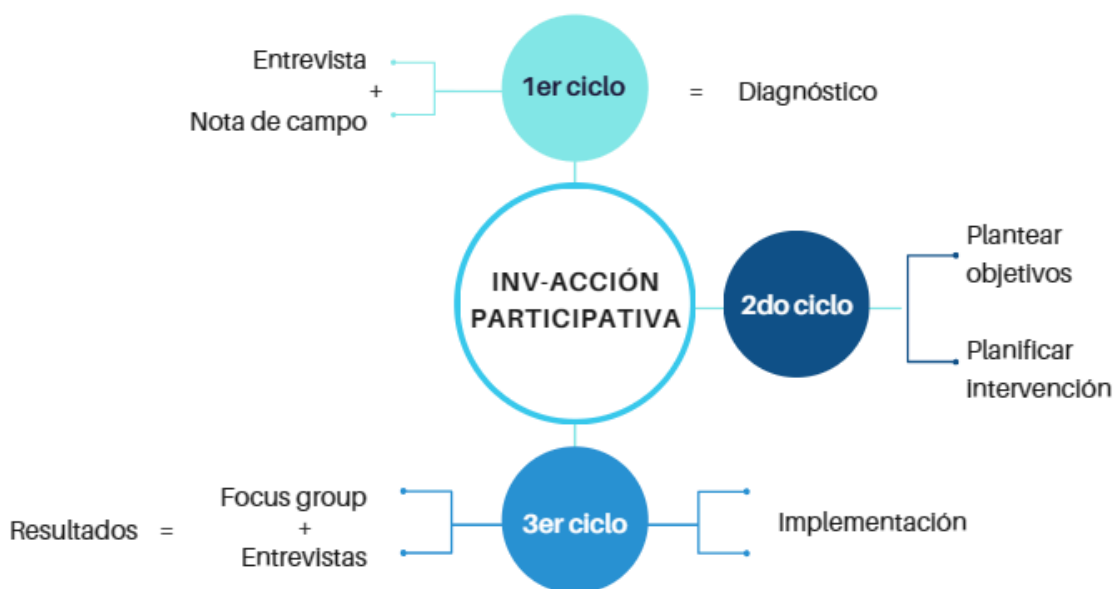 Entrevista
+
Nota de campo
1er ciclo
= Diagnóstico
INV-ACCIÓN
PARTICIPATIVA
2do ciclo
Plantear
objetivos
Planificar
intervención
Resultados =
Focus group
+
Entrevistas
3er ciclo
Implementación